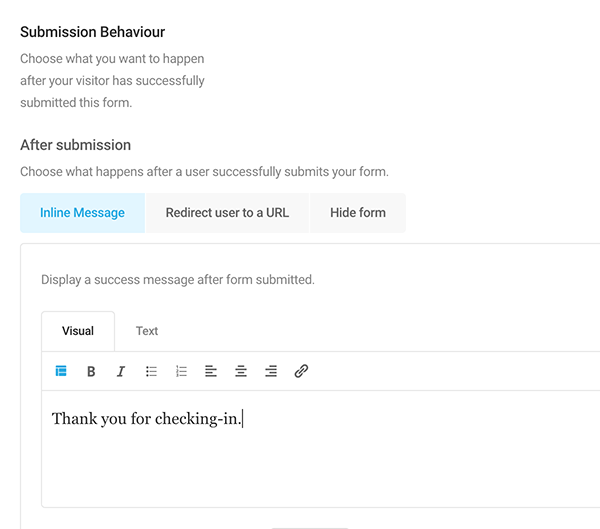 Submission Behaviour
Choose what you want to happen
after your visitor has successfully
submitted this form.
After submission
Choose what happens after a user successfully submits your form.
Inline Message Redirect user to a URL Hide form
Display a success message after form submitted.
Visual Text
B I
Thank you for checking-in.